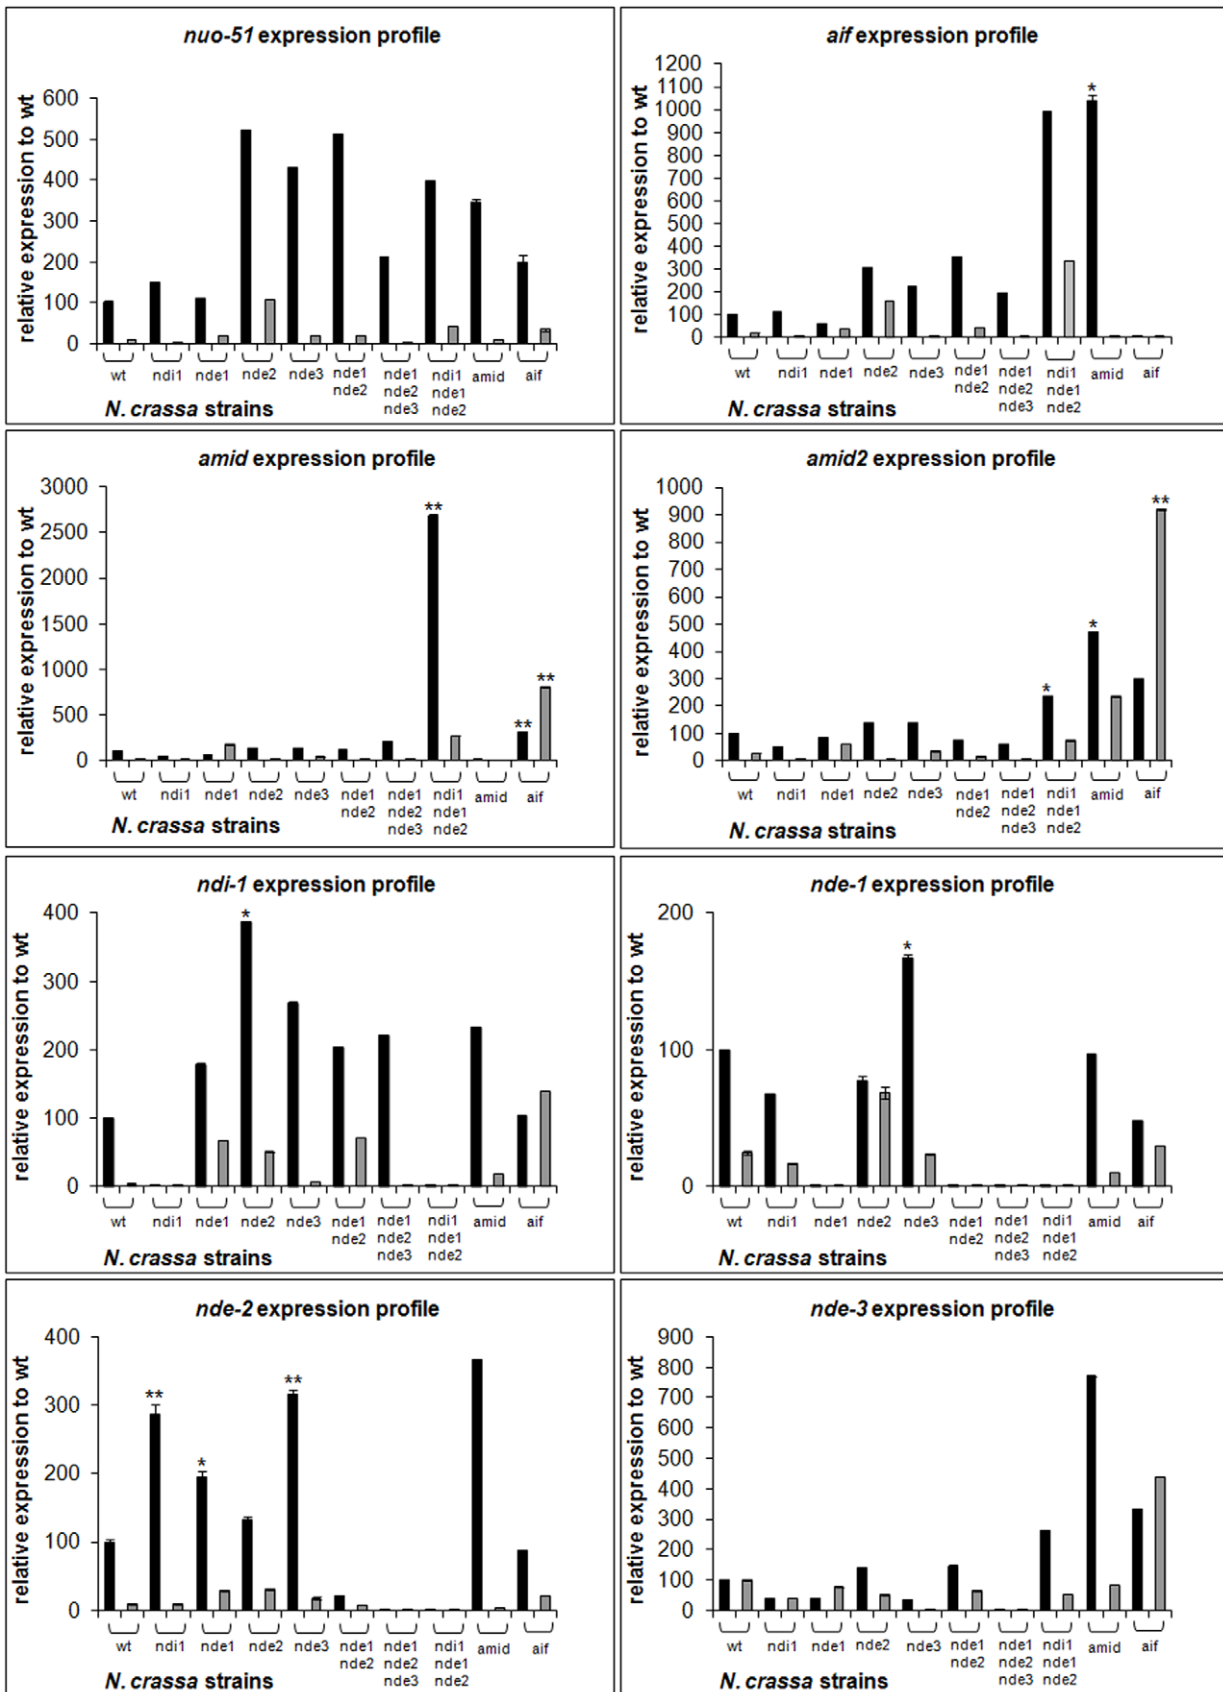 nuo-51 expression profile
relative expression to wt
600
500
400
300
200
100
0
wt
ndi1
nde1
nde2
nde3
nde1
nde2
nde1
nde2
nde3
ndi1
nde1
nde2
amid
aif
N. crassa strains
aif expression profile
relative expression to wt
1200
1100
1000
900
800
700
600
500
400
300
200
100
0
*
wt
ndi1
nde1
nde2
nde3
nde1
nde2
nde1
nde2
nde3
ndi1
nde1
nde2
amid
aif
N. crassa strains
amid expression profile
relative expression to wt
3000
2500
2000
1500
1000
500
0
**
**
**
wt
ndi1
nde1
nde2
nde3
nde1
nde2
nde1
nde2
nde3
ndi1
nde1
nde2
amid
aif
N. crassa strains
amid2 expression profile
relative expression to wt
1000
900
800
700
600
500
400
300
200
100
0
*
*
**
wt
ndi1
nde1
nde2
nde3
nde1
nde2
nde1
nde2
nde3
ndi1
nde1
nde2
amid
aif
N. crassa strains
ndi-1 expression profile
relative expression to wt
400
300
200
100
0
*
wt
ndi1
nde1
nde2
nde3
nde1
nde2
nde1
nde2
nde3
ndi1
nde1
nde2
amid
aif
N. crassa strains
nde-1 expression profile
relative expression to wt
200
100
0
*
wt
ndi1
nde1
nde2
nde3
nde1
nde2
nde1
nde2
nde3
ndi1
nde1
nde2
amid
aif
N. crassa strains
nde-2 expression profile
relative expression to wt
400
300
200
100
0
**
*
**
wt
ndi1
nde1
nde2
nde3
nde1
nde2
nde1
nde2
nde3
ndi1
nde1
nde2
amid
aif
N. crassa strains
nde-3 expression profile
relative expression to wt
900
800
700
600
500
400
300
200
100
0
wt
ndi1
nde1
nde2
nde3
nde1
nde2
nde1
nde2
nde3
ndi1
nde1
nde2
amid
aif
N. crassa strains